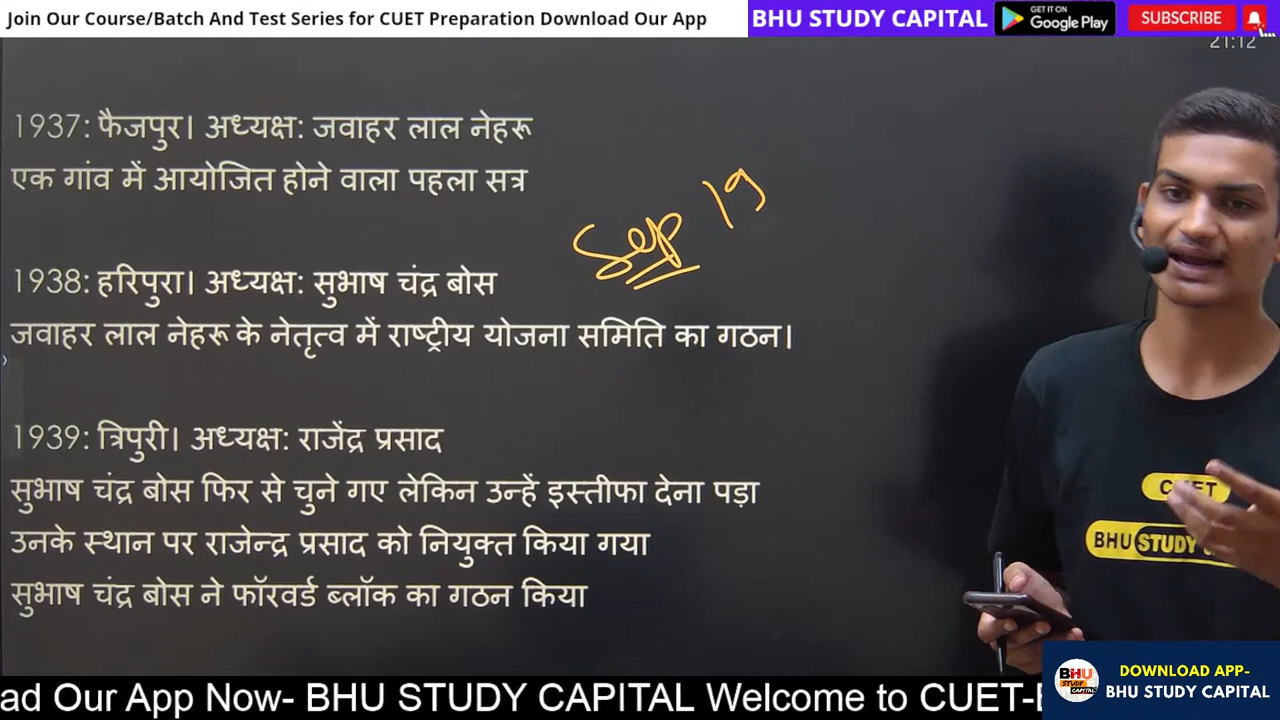 Join Our Course/Batch And Test Series for CUET Preparation Download Our App
BHU STUDY CAPITAL
GET IT ON
Google Play
SUBSCRIBE
21:12
1937: फैजपुर। अध्यक्ष: जवाहर लाल नेहरू
एक गांव में आयोजित होने वाला पहला सत्र
Sep 19
1938: हरिपुरा। अध्यक्ष: सुभाष चंद्र बोस
जवाहर लाल नेहरू के नेतृत्व में राष्ट्रीय योजना समिति का गठन।
1939: त्रिपुरी। अध्यक्ष: राजेंद्र प्रसाद
सुभाष चंद्र बोस फिर से चुने गए लेकिन उन्हें इस्तीफा देना पड़ा
उनके स्थान पर राजेन्द्र प्रसाद को नियुक्त किया गया
सुभाष चंद्र बोस ने फॉरवर्ड ब्लॉक का गठन किया
CUET
BHU STUDY
BHU
STUDY
CAPITAL
DOWNLOAD APP-
BHU STUDY CAPITAL
ad Our App Now- BHU STUDY CAPITAL Welcome to CUET-